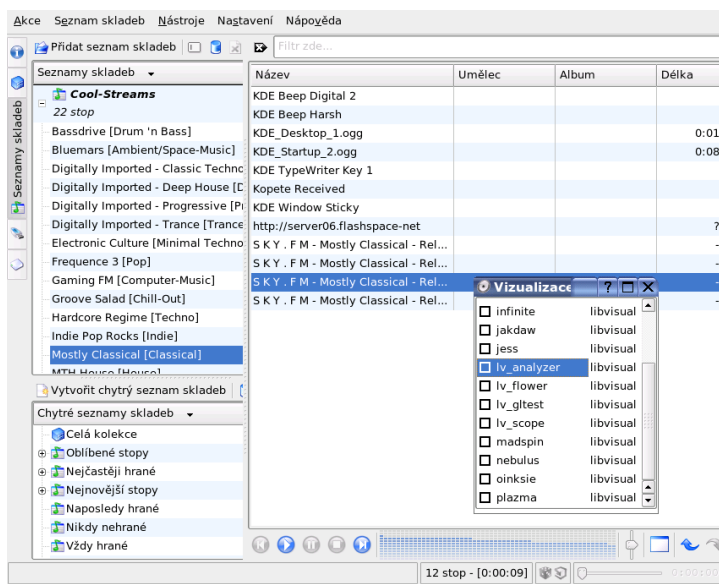 Akce Seznam skladeb Nástroje Nastavení Nápověda
Přidat seznam skladeb
Filtr zde...
Seznamy skladeb
Seznamy skladeb
Cool-Streams
22 stop
Bassdrive [Drum 'n Bass]
Bluemars [Ambient/Space-Music]
Digitally Imported - Classic Techno
Digitally Imported - Deep House [D
Digitally Imported - Progressive [P
Digitally Imported - Trance [Trance
Electronic Culture [Minimal Techno
Frequence 3 [Pop]
Gaming FM [Computer-Music]
Groove Salad [Chill-Out]
Hardcore Regime [Techno]
Indie Pop Rocks [Indie]
Mostly Classical [Classical]
MTH House [House]
Vytvořit chytrý seznam skladeb
Chytré seznamy skladeb
Celá kolekce
Oblíbené stopy
Nejčastěji hrané
Nejnovější stopy
Naposledy hrané
Nikdy nehrané
Vždy hrané
Název Umělec Album Délka
KDE Beep Digital 2
KDE Beep Harsh
KDE_Desktop_1.ogg 0:01
KDE_Startup_2.ogg 0:08
KDE TypeWriter Key 1
Kopete Received
KDE Window Sticky
http://server06.flashspace-net ?
S K Y . F M - Mostly Classical - Rel... -
S K Y . F M - Mostly Classical - Rel... -
S K Y . F M - Mostly Classical - Rel... -
S K Y . F M - Mostly Classical - Rel... -
Vizualizace
infinite libvisual
jakdaw libvisual
jess libvisual
lv_analyzer libvisual
lv_flower libvisual
lv_gltest libvisual
lv_scope libvisual
madspin libvisual
nebulus libvisual
oinksie libvisual
plazma libvisual
12 stop - [0:00:09]
0:00:00